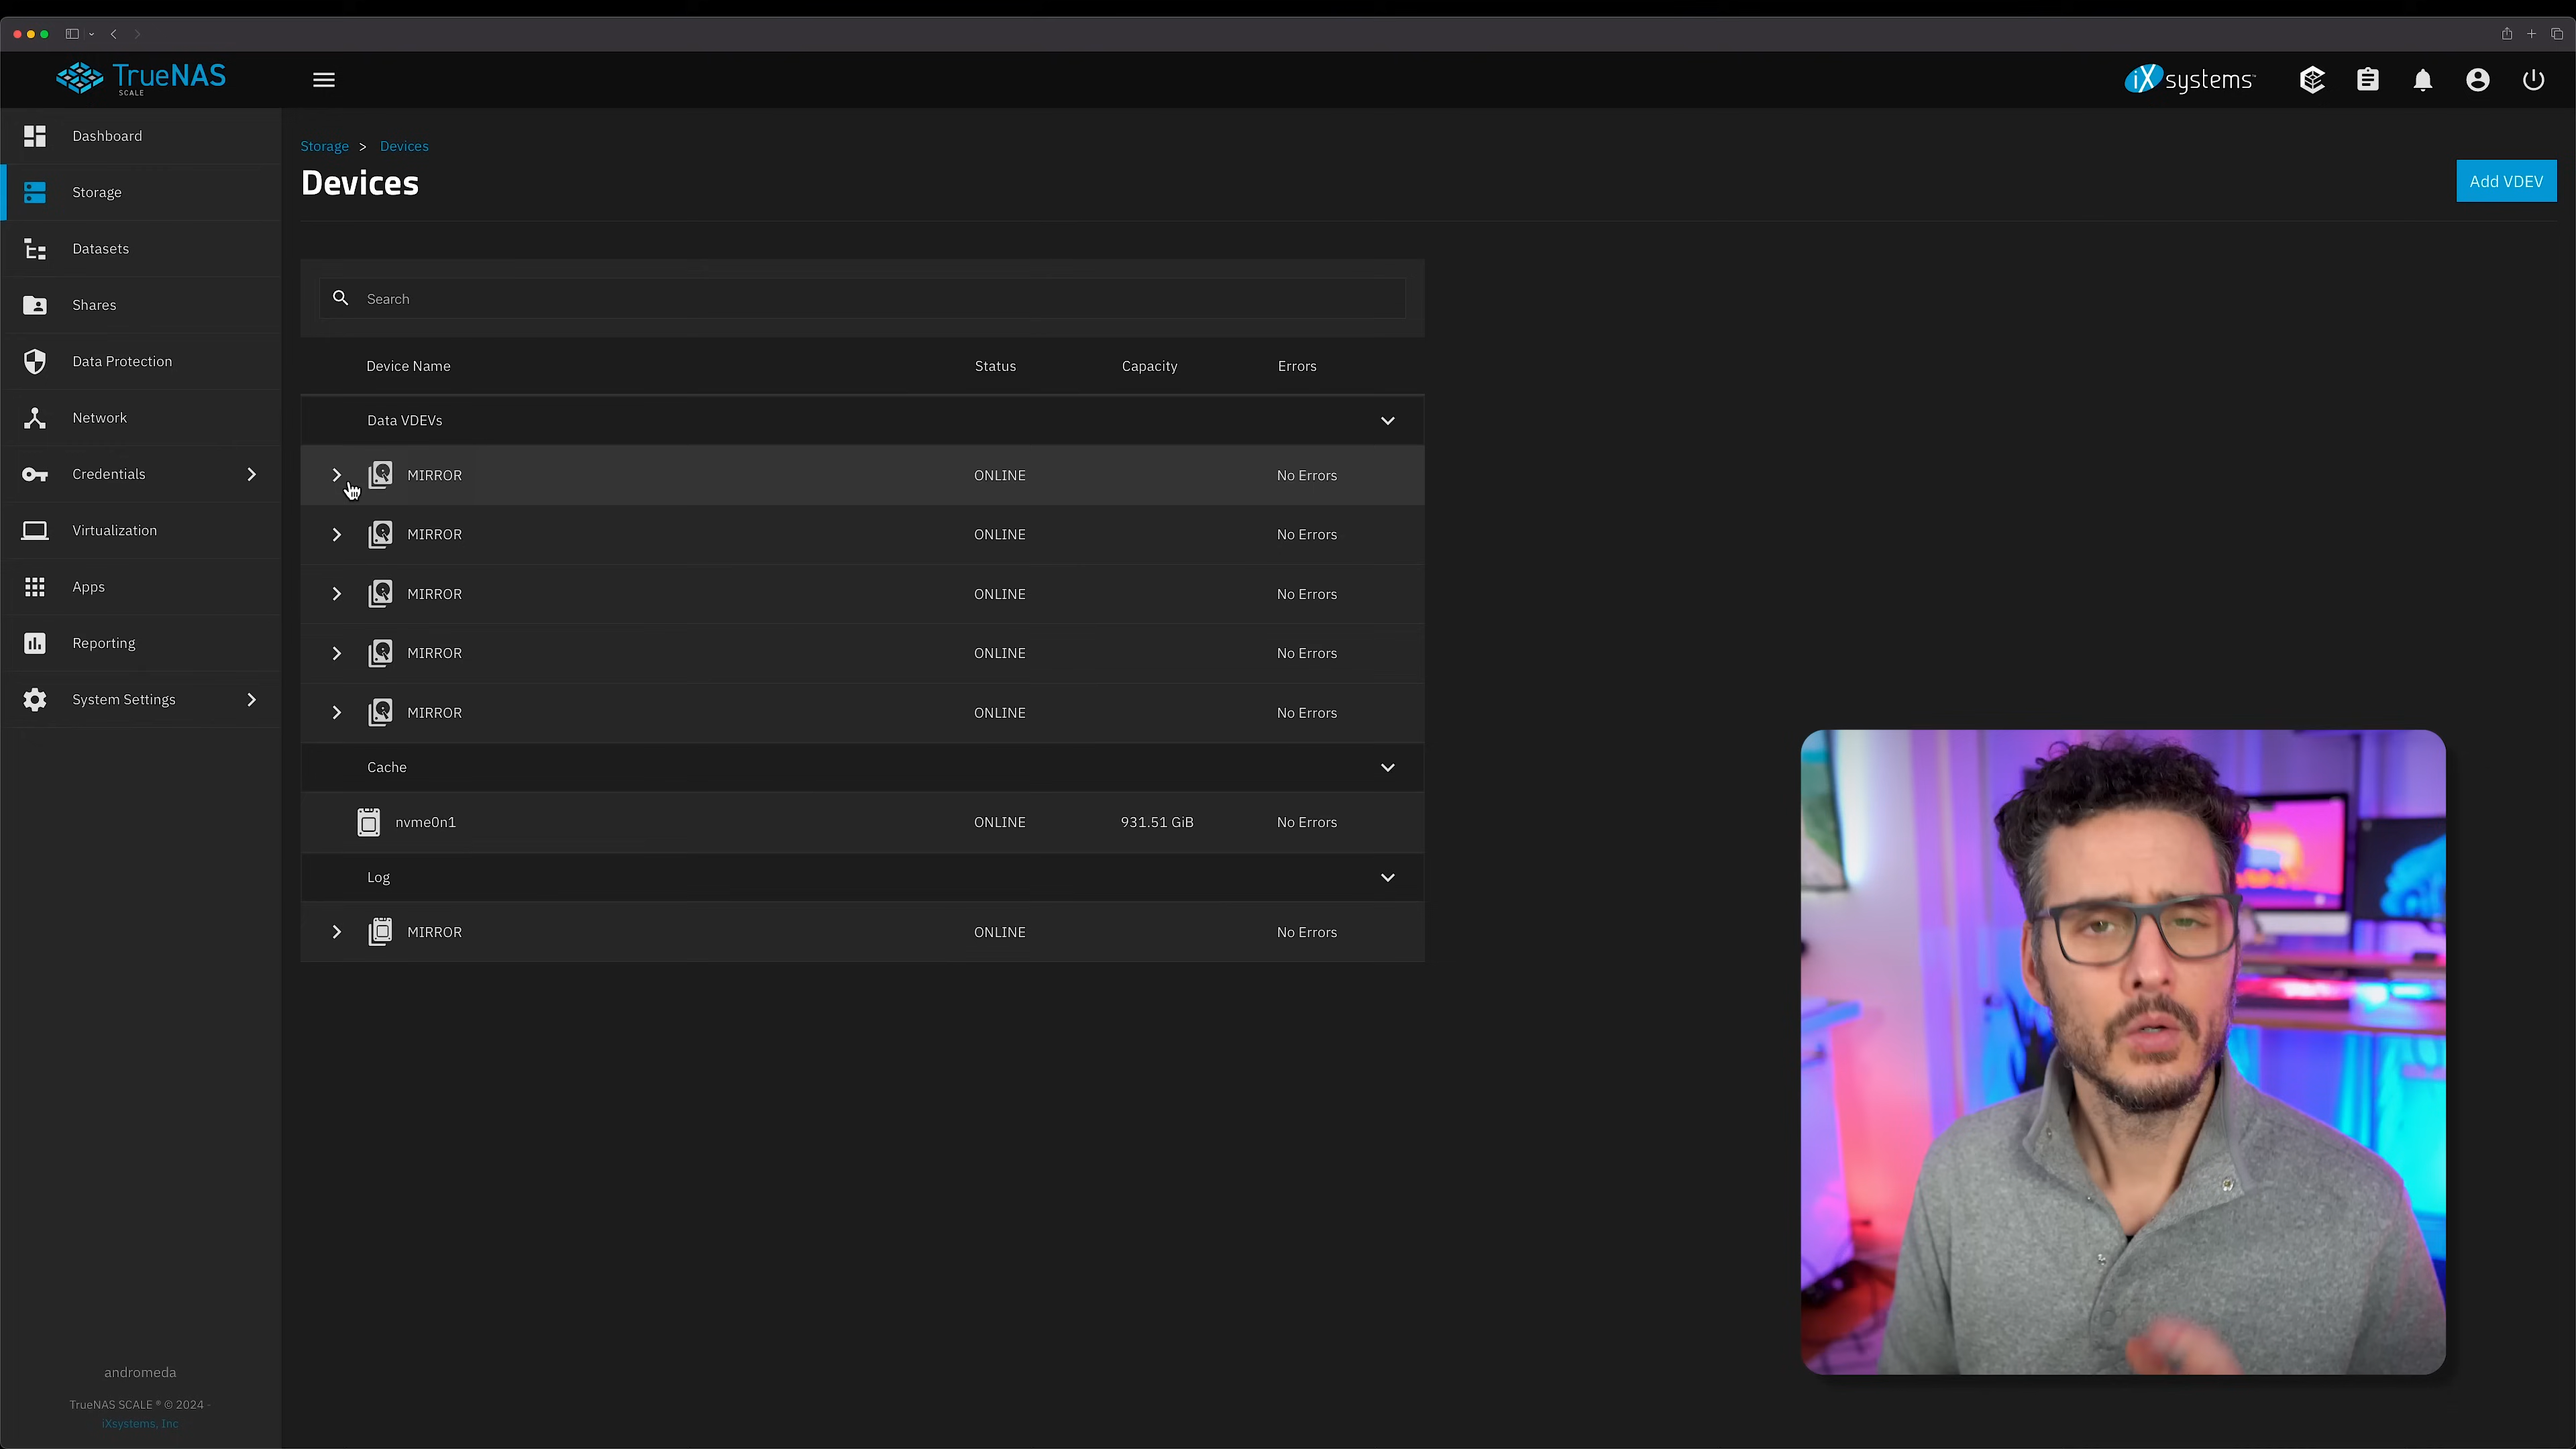 TrueNAS
SCALE
iXsystems™
Dashboard
Storage
Datasets
Shares
Data Protection
Network
Credentials
Virtualization
Apps
Reporting
System Settings
andromeda
TrueNAS SCALE ® © 2024 -
iXsystems, Inc
Storage > Devices
Devices
Add VDEV
Search
Device Name Status Capacity Errors
Data VDEVs
MIRROR ONLINE No Errors
MIRROR ONLINE No Errors
MIRROR ONLINE No Errors
MIRROR ONLINE No Errors
MIRROR ONLINE No Errors
Cache
nvme0n1 ONLINE 931.51 GiB No Errors
Log
MIRROR ONLINE No Errors